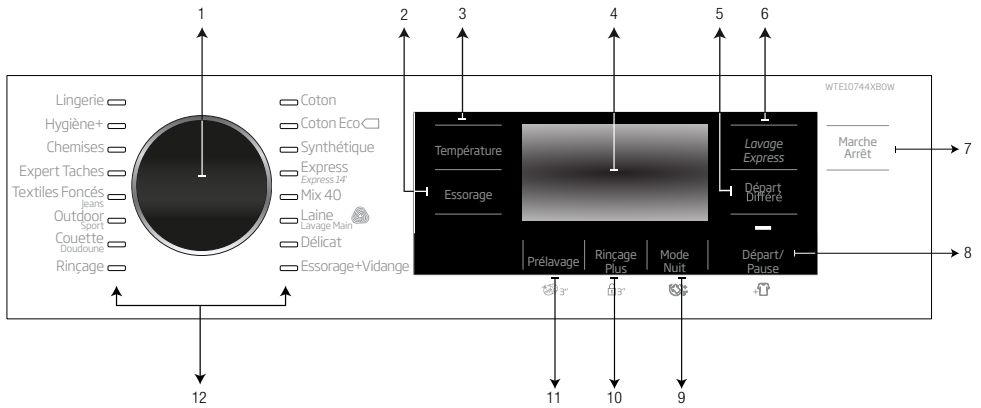 1
2
3
4
5
6
WTE10744XB0W
Lingerie
Hygiène+
Chemises
Expert Taches
Textiles Foncés
Jeans
Outdoor
Sport
Couette
Doudoune
Rinçage
Coton
Coton Eco
Synthétique
Express
Express 14'
Mix 40
Laine
Lavage Main
Délicat
Essorage+Vidange
Température
Essorage
Lavage
Express
Départ
Différé
Marche
Arrêt
7
Prélavage
Rinçage
Plus
Mode
Nuit
Départ/
Pause
8
3"
3"
+
12
11
10
9